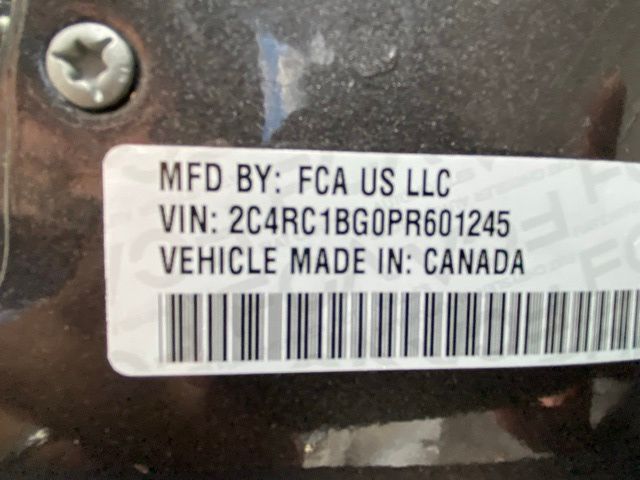 MFD BY: FCA US LLC
VIN: 2C4RC1BG0PR601245
VEHICLE MADE IN: CANADA